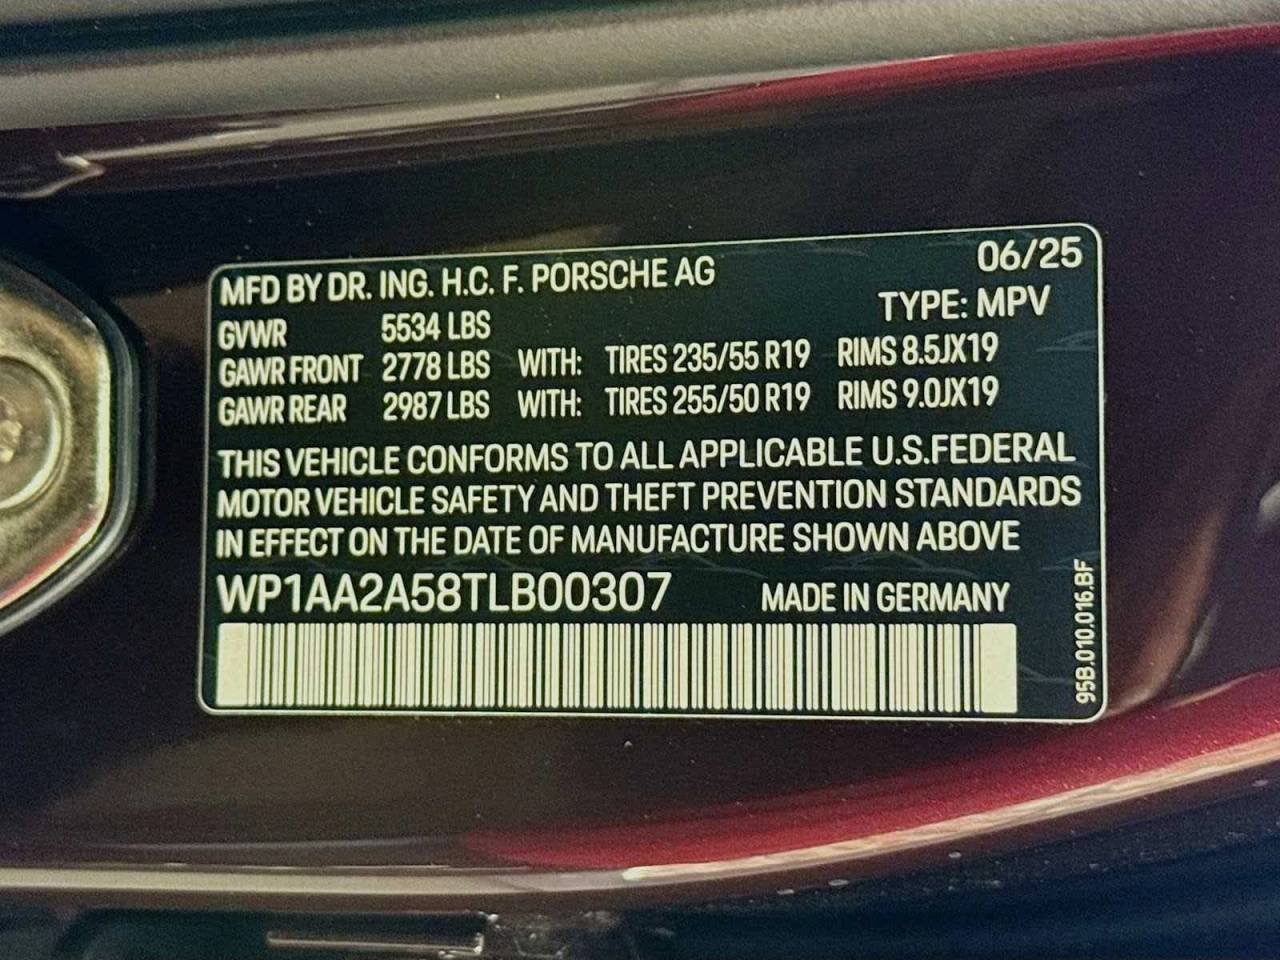 06/25
MFD BY DR. ING. H.C. F. PORSCHE AG
TYPE: MPV
GVWR 5534 LBS
GAWR FRONT 2778 LBS WITH: TIRES 235/55 R19 RIMS 8.5JX19
GAWR REAR 2987 LBS WITH: TIRES 255/50 R19 RIMS 9.0JX19
THIS VEHICLE CONFORMS TO ALL APPLICABLE U.S.FEDERAL
MOTOR VEHICLE SAFETY AND THEFT PREVENTION STANDARDS
IN EFFECT ON THE DATE OF MANUFACTURE SHOWN ABOVE
WP1AA2A58TLB00307 MADE IN GERMANY
95B.010.016.BF